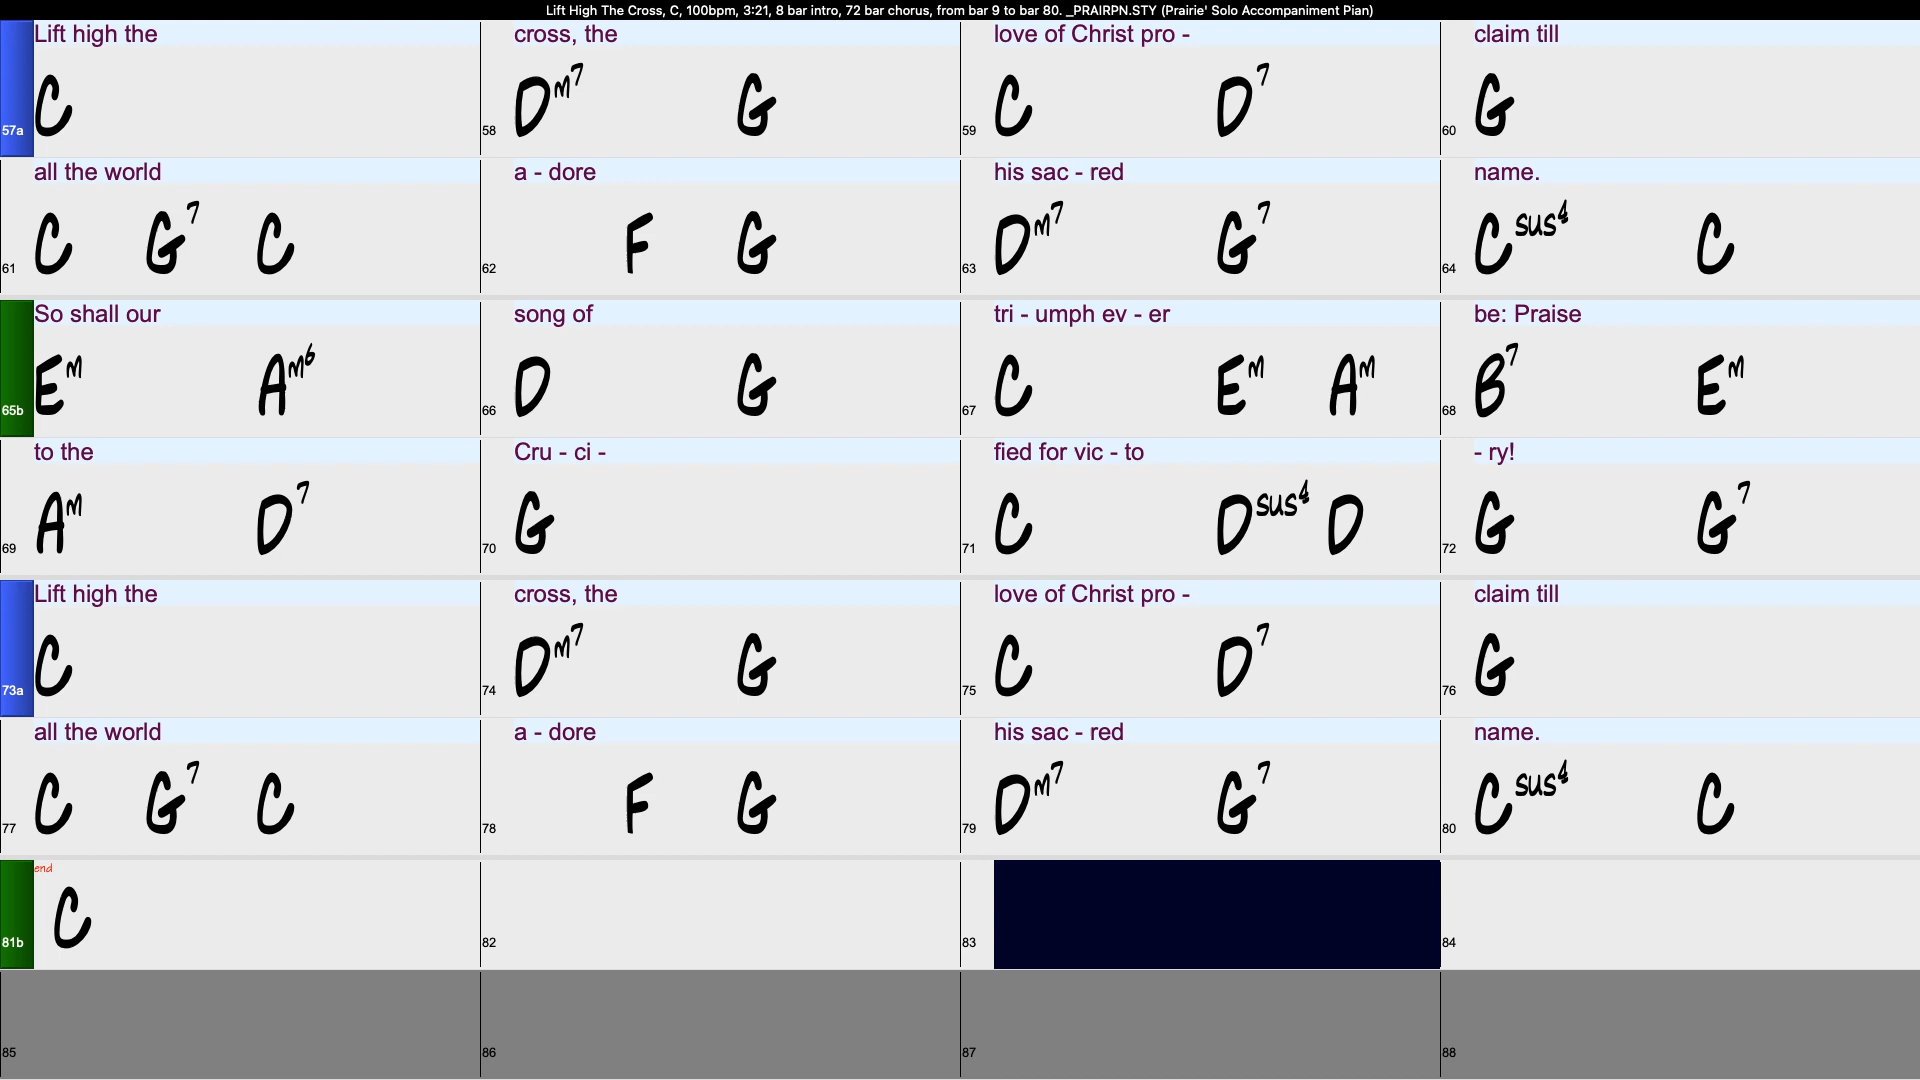 Lift High The Cross, C, 100bpm, 3:21, 8 bar intro, 72 bar chorus, from bar 9 to bar 80. _PRAIRPN.STY (Prairie' Solo Accompaniment Pian)
Lift high the cross, the love of Christ pro - claim till
57a C 58 Dm7 G 59 C D7 60 G
all the world a - dore his sac - red name.
61 C G7 C 62 F G 63 Dm7 G7 64 Csus4 C
So shall our song of tri - umph ev - er be: Praise
65b Em Am6 66 D G 67 C Em Am 68 B7 Em
to the Cru - ci - fied for vic - to - ry!
69 Am D7 70 G 71 C Dsus4 D 72 G G7
Lift high the cross, the love of Christ pro - claim till
73a C 74 Dm7 G 75 C D7 76 G
all the world a - dore his sac - red name.
77 C G7 C 78 F G 79 Dm7 G7 80 Csus4 C
end
81b C 82 83 84
85 86 87 88